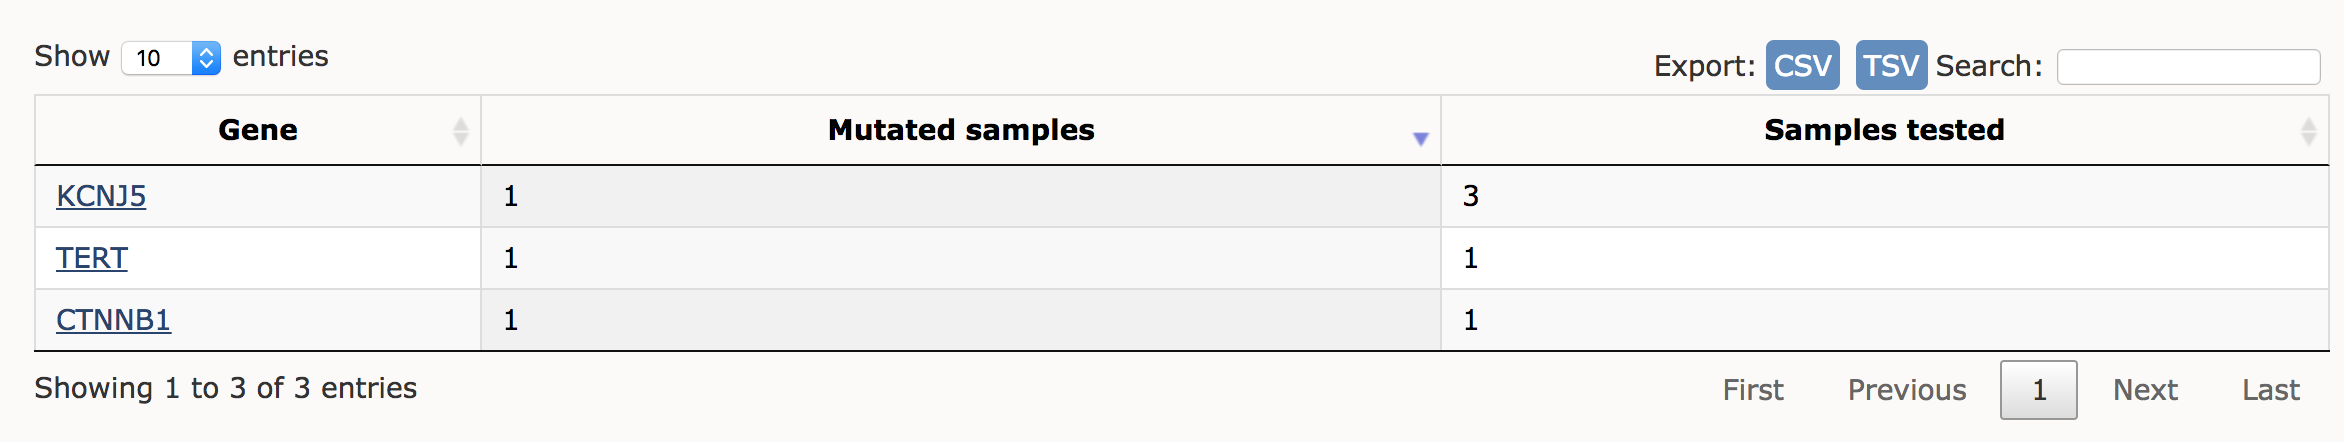 Show 10 entries
Export: CSV TSV Search:
Gene Mutated samples Samples tested
KCNJ5 1 3
TERT 1 1
CTNNB1 1 1
Showing 1 to 3 of 3 entries
First Previous 1 Next Last